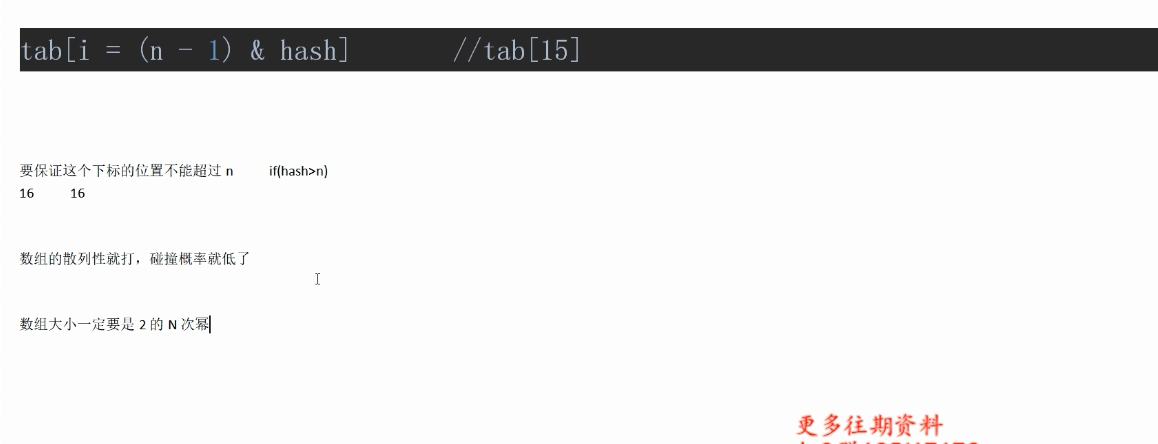 tab[i = (n - 1) & hash] //tab[15]
要保证这个下标的位置不能超过 n if(hash>n)
16 16
数组的散列性就打，碰撞概率就低了
数组大小一定要是 2 的 N 次幂
更多往期资料